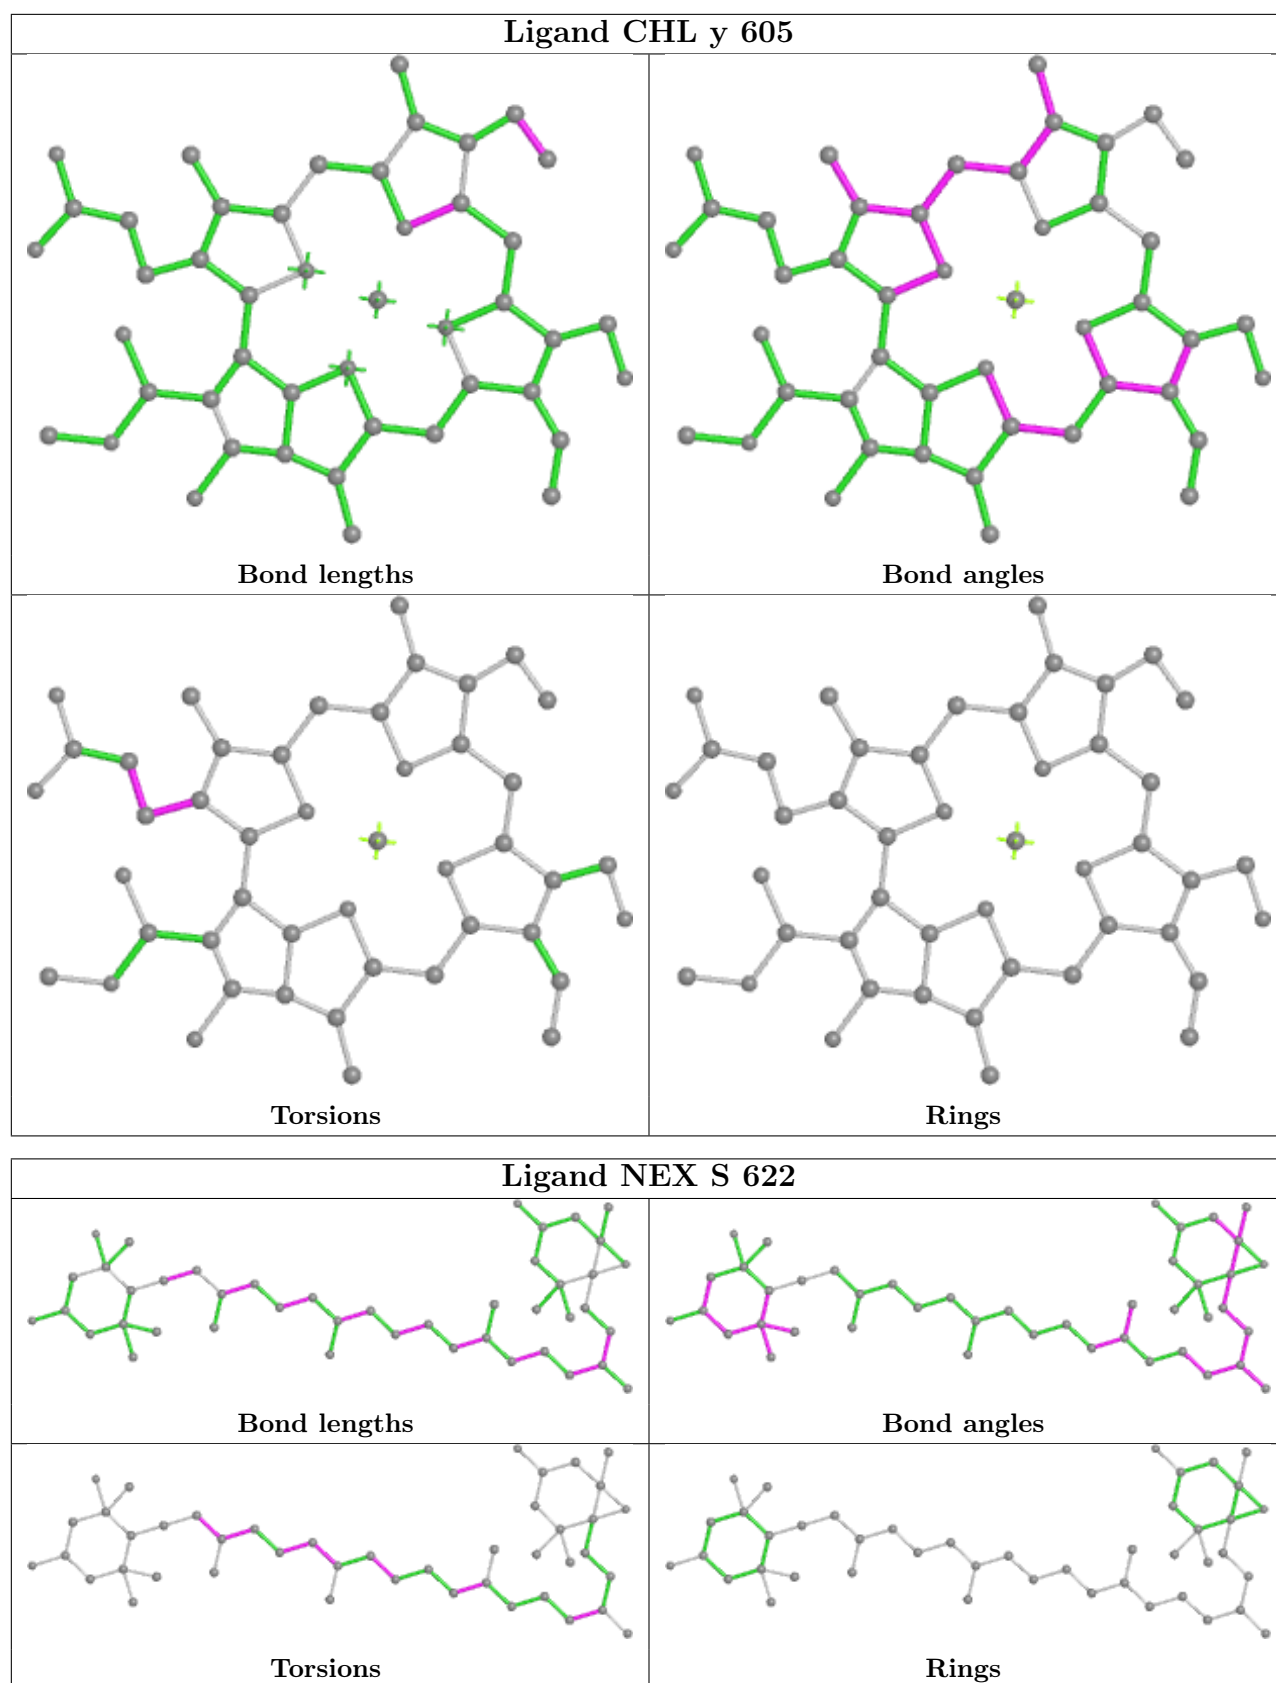 Ligand CHL y 605
Bond lengths
Bond angles
Torsions
Rings
Ligand NEX S 622
Bond lengths
Bond angles
Torsions
Rings